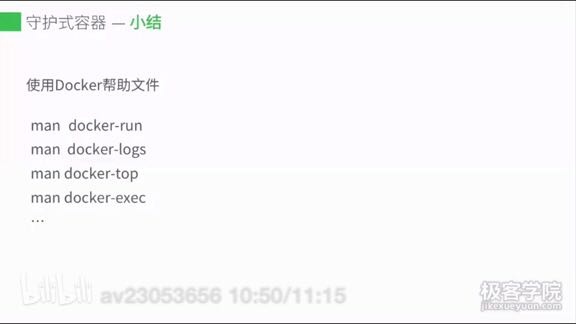 守护式容器 — 小结
使用Docker帮助文件
man docker-run
man docker-logs
man docker-top
man docker-exec
…
bilibili av23053656 10:50/11:15
极客学院
jikexueyuan.com